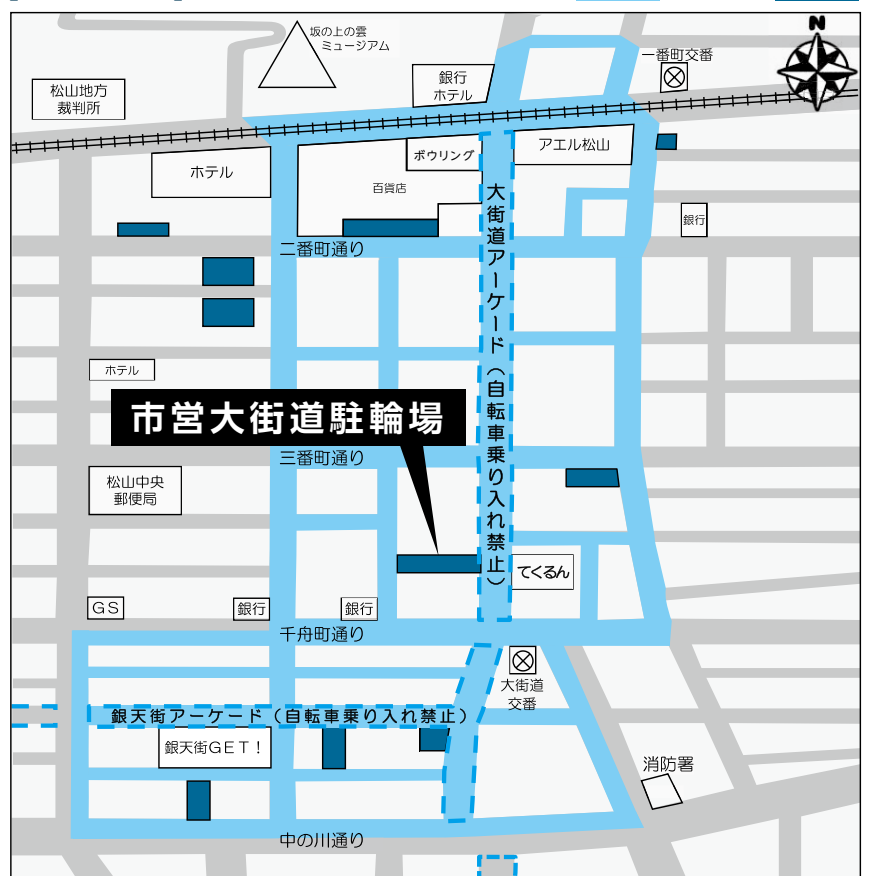 坂の上の雲
ミュージアム
N
一番町交番
銀行
ホテル
松山地方
裁判所
アエル松山
ボウリング
ホテル
百貨店
銀行
大街道アーケード（自転車乗り入れ禁止）
二番町通り
ホテル
市営大街道駐輪場
三番町通り
松山中央
郵便局
てくるん
GS
銀行
銀行
千舟町通り
大街道
交番
銀天街アーケード（自転車乗り入れ禁止）
銀天街GET！
消防署
中の川通り